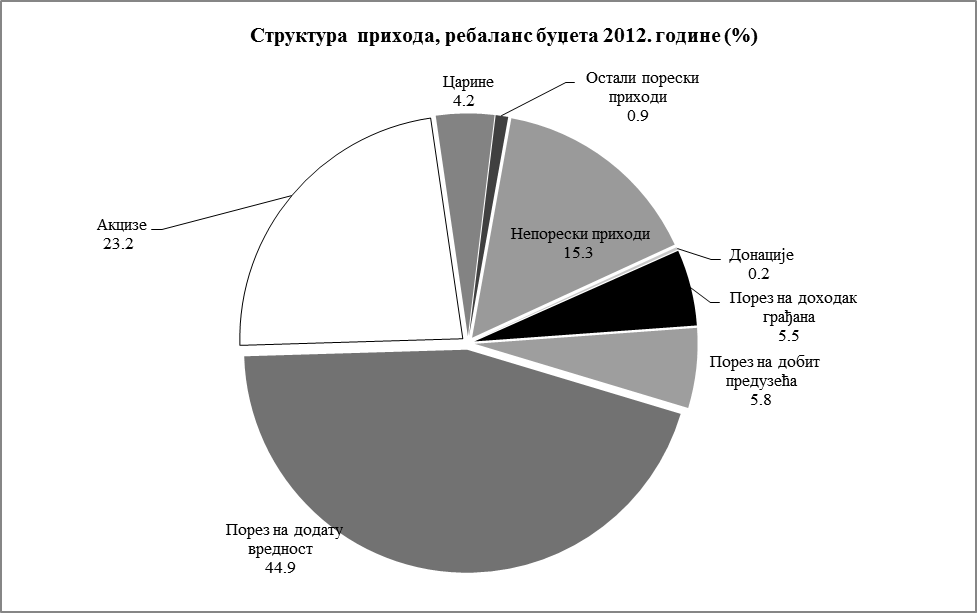 Структура прихода, ребаланс буџета 2012. године (%)
Царине
4.2
Остали порески
приходи
0.9
Непорески приходи
15.3
Донације
0.2
Порез на доходак
грађана
5.5
Порез на добит
предузећа
5.8
Порез на додату
вредност
44.9
Акцизе
23.2